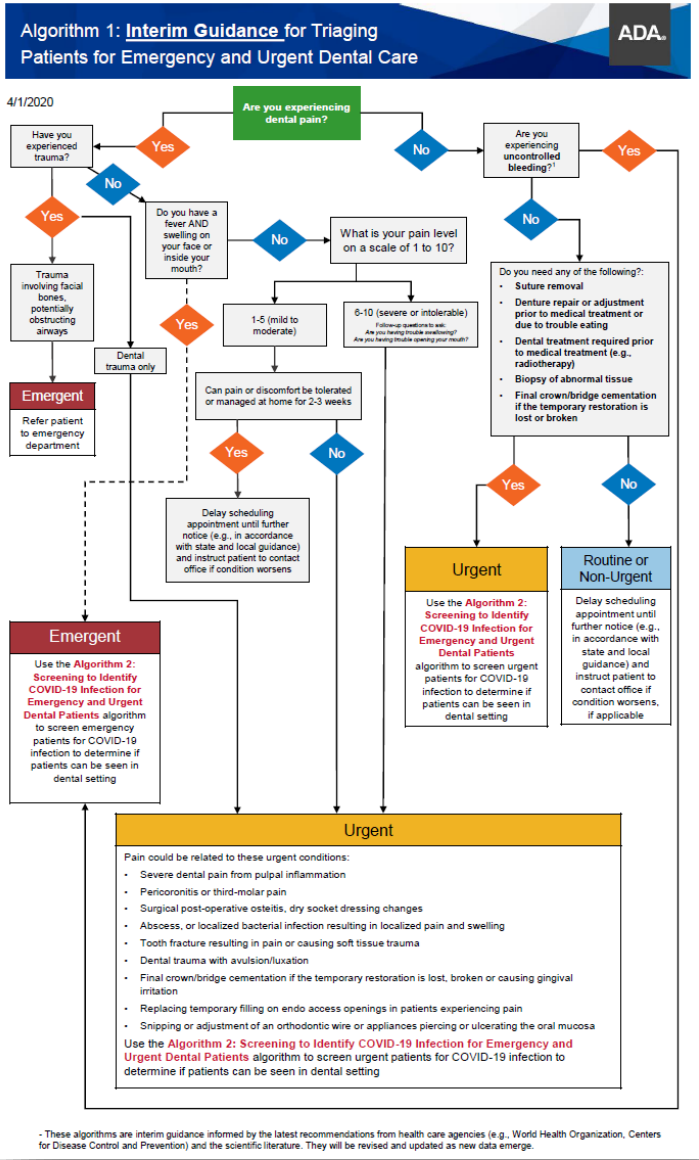 Algorithm 1: Interim Guidance for Triaging
Patients for Emergency and Urgent Dental Care
ADA®
4/1/2020
Are you experiencing
dental pain?
Have you
experienced
trauma?
Yes
No
Are you
experiencing
uncontrolled
bleeding?¹
Yes
No
Yes
Do you have a
fever AND
swelling on
your face or
inside your
mouth?
No
What is your pain level
on a scale of 1 to 10?
No
Do you need any of the following?:
• Suture removal
• Denture repair or adjustment
prior to medical treatment or
due to trouble eating
• Dental treatment required prior
to medical treatment (e.g.,
radiotherapy)
• Biopsy of abnormal tissue
• Final crown/bridge cementation
if the temporary restoration is
lost or broken
Trauma
involving facial
bones,
potentially
obstructing
airways
Yes
1-5 (mild to
moderate)
6-10 (severe or intolerable)
Follow-up questions to ask:
Are you having trouble swallowing?
Are you having trouble opening your mouth?
Dental
trauma only
Emergent
Refer patient
to emergency
department
Can pain or discomfort be tolerated
or managed at home for 2-3 weeks
Yes
No
Yes
No
Delay scheduling
appointment until further
notice (e.g., in accordance
with state and local guidance)
and instruct patient to contact
office if condition worsens
Urgent
Use the Algorithm 2:
Screening to Identify
COVID-19 Infection for
Emergency and Urgent
Dental Patients
algorithm to screen urgent
patients for COVID-19
infection to determine if
patients can be seen in
dental setting
Routine or
Non-Urgent
Delay scheduling
appointment until
further notice (e.g.,
in accordance with
state and local
guidance) and
instruct patient to
contact office if
condition worsens,
if applicable
Emergent
Use the Algorithm 2:
Screening to Identify
COVID-19 Infection for
Emergency and Urgent
Dental Patients algorithm
to screen emergency
patients for COVID-19
infection to determine if
patients can be seen in
dental setting
Urgent
Pain could be related to these urgent conditions:
• Severe dental pain from pulpal inflammation
• Pericoronitis or third-molar pain
• Surgical post-operative osteitis, dry socket dressing changes
• Abscess, or localized bacterial infection resulting in localized pain and swelling
• Tooth fracture resulting in pain or causing soft tissue trauma
• Dental trauma with avulsion/luxation
• Final crown/bridge cementation if the temporary restoration is lost, broken or causing gingival
irritation
• Replacing temporary filling on endo access openings in patients experiencing pain
• Snipping or adjustment of an orthodontic wire or appliances piercing or ulcerating the oral mucosa
Use the Algorithm 2: Screening to Identify COVID-19 Infection for Emergency and
Urgent Dental Patients algorithm to screen urgent patients for COVID-19 infection to
determine if patients can be seen in dental setting
- These algorithms are interim guidance informed by the latest recommendations from health care agencies (e.g., World Health Organization, Centers
for Disease Control and Prevention) and the scientific literature. They will be revised and updated as new data emerge.